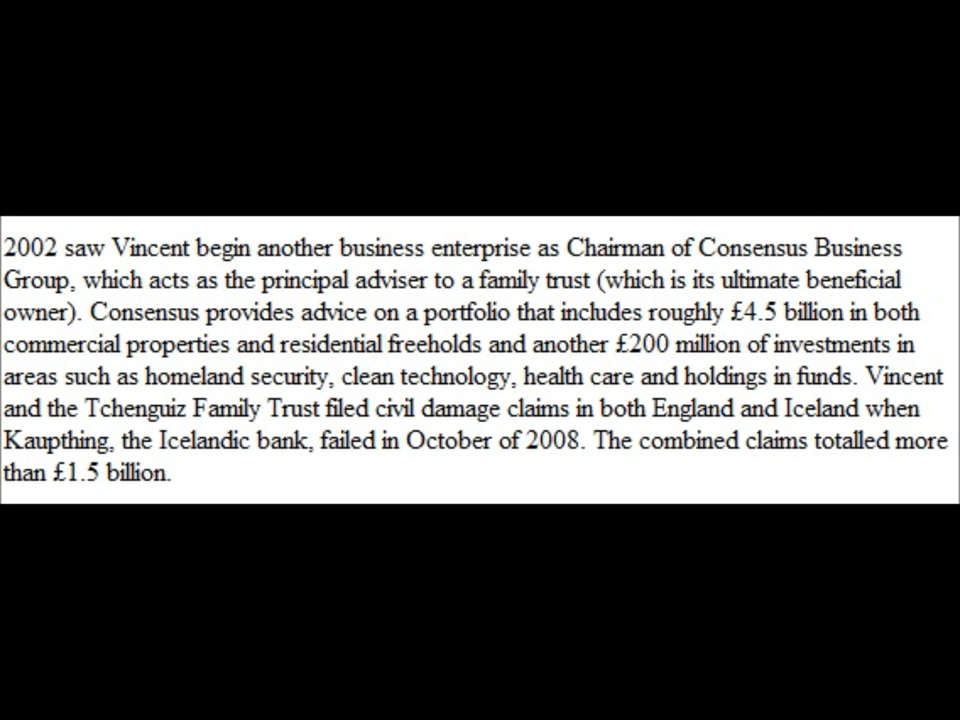 2002 saw Vincent begin another business enterprise as Chairman of Consensus Business
Group, which acts as the principal adviser to a family trust (which is its ultimate beneficial
owner). Consensus provides advice on a portfolio that includes roughly £4.5 billion in both
commercial properties and residential freeholds and another £200 million of investments in
areas such as homeland security, clean technology, health care and holdings in funds. Vincent
and the Tchenguiz Family Trust filed civil damage claims in both England and Iceland when
Kaupthing, the Icelandic bank, failed in October of 2008. The combined claims totalled more
than £1.5 billion.